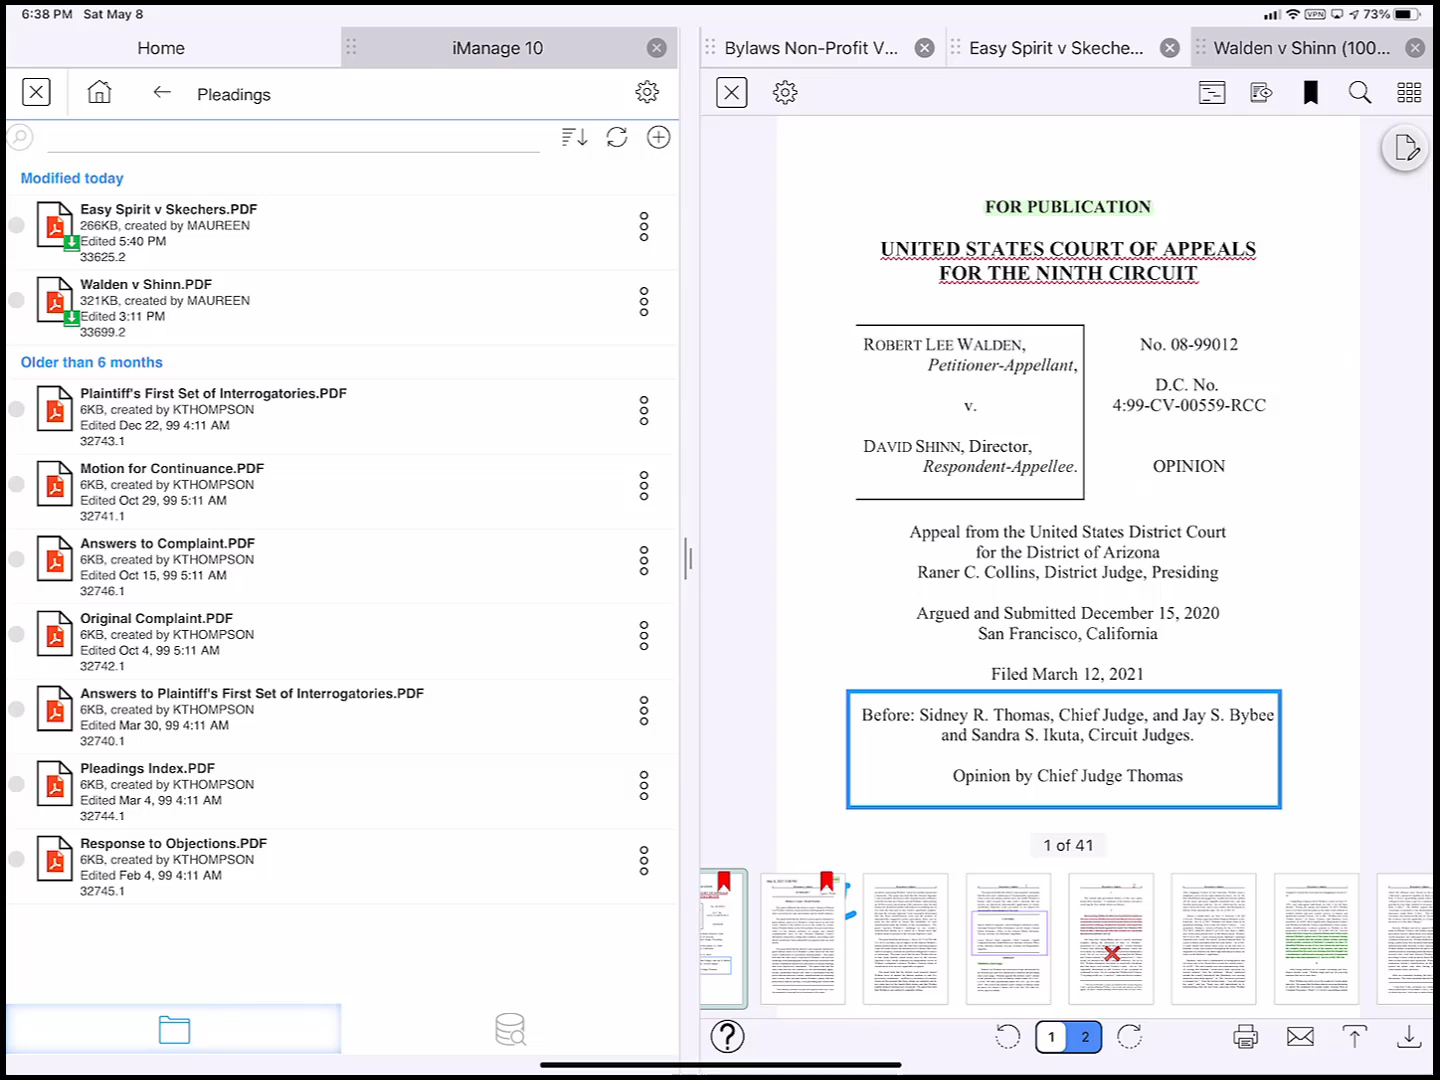 6:38 PM Sat May 8
VPN 73%
Home
iManage 10
Bylaws Non-Profit V...
Easy Spirit v Skeche...
Walden v Shinn (100...
Pleadings
Modified today
Easy Spirit v Skechers.PDF
266KB, created by MAUREEN
Edited 5:40 PM
33625.2
Walden v Shinn.PDF
321KB, created by MAUREEN
Edited 3:11 PM
33699.2
Older than 6 months
Plaintiff's First Set of Interrogatories.PDF
6KB, created by KTHOMPSON
Edited Dec 22, 99 4:11 AM
32743.1
Motion for Continuance.PDF
6KB, created by KTHOMPSON
Edited Oct 29, 99 5:11 AM
32741.1
Answers to Complaint.PDF
6KB, created by KTHOMPSON
Edited Oct 15, 99 5:11 AM
32746.1
Original Complaint.PDF
6KB, created by KTHOMPSON
Edited Oct 4, 99 5:11 AM
32742.1
Answers to Plaintiff's First Set of Interrogatories.PDF
6KB, created by KTHOMPSON
Edited Mar 30, 99 4:11 AM
32740.1
Pleadings Index.PDF
6KB, created by KTHOMPSON
Edited Mar 4, 99 4:11 AM
32744.1
Response to Objections.PDF
6KB, created by KTHOMPSON
Edited Feb 4, 99 4:11 AM
32745.1
FOR PUBLICATION
UNITED STATES COURT OF APPEALS
FOR THE NINTH CIRCUIT
ROBERT LEE WALDEN,
Petitioner-Appellant,
v.
DAVID SHINN, Director,
Respondent-Appellee.
No. 08-99012
D.C. No.
4:99-CV-00559-RCC
OPINION
Appeal from the United States District Court
for the District of Arizona
Raner C. Collins, District Judge, Presiding
Argued and Submitted December 15, 2020
San Francisco, California
Filed March 12, 2021
Before: Sidney R. Thomas, Chief Judge, and Jay S. Bybee
and Sandra S. Ikuta, Circuit Judges.
Opinion by Chief Judge Thomas
1 of 41
1 2